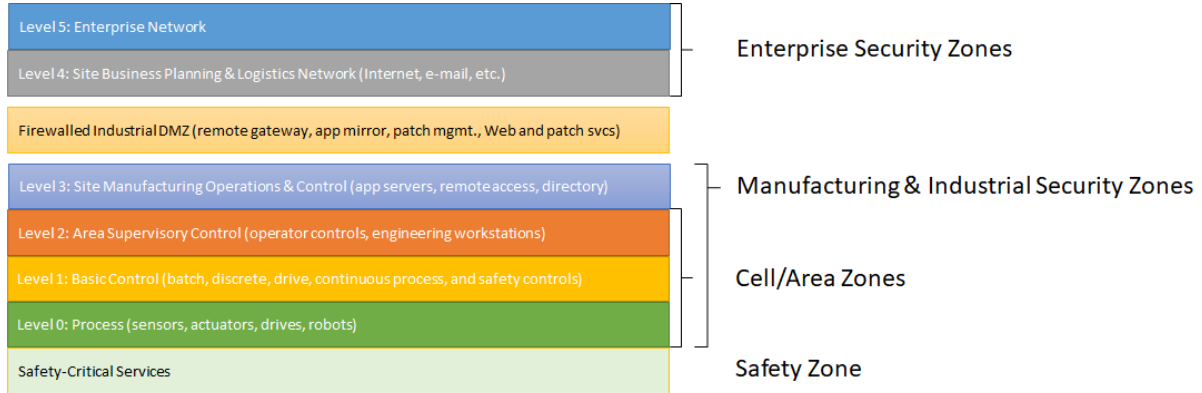 Level 5: Enterprise Network
Enterprise Security Zones
Level 4: Site Business Planning & Logistics Network (Internet, e-mail, etc.)
Firewalled Industrial DMZ (remote gateway, app mirror, patch mgmt., Web and patch svcs)
Level 3: Site Manufacturing Operations & Control (app servers, remote access, directory)
Manufacturing & Industrial Security Zones
Level 2: Area Supervisory Control (operator controls, engineering workstations)
Level 1: Basic Control (batch, discrete, drive, continuous process, and safety controls)
Cell/Area Zones
Level 0: Process (sensors, actuators, drives, robots)
Safety-Critical Services
Safety Zone